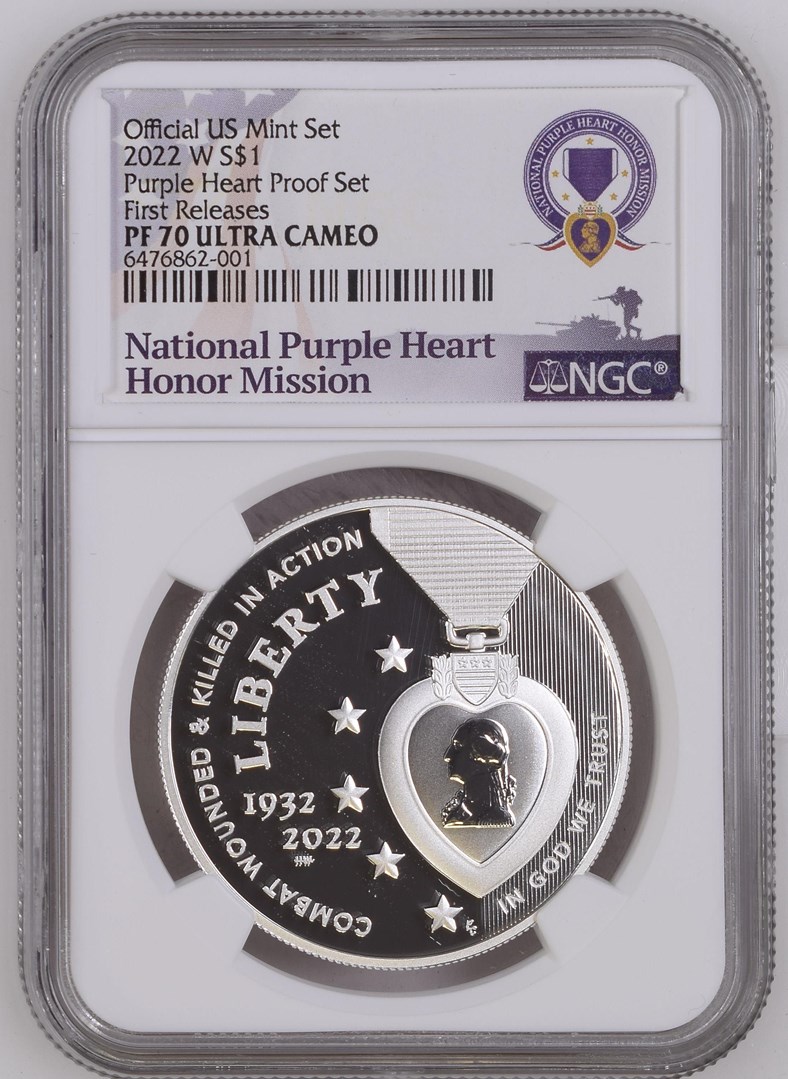 Official US Mint Set
2022 W S$1
Purple Heart Proof Set
First Releases
PF 70 ULTRA CAMEO
6476862-001
National Purple Heart
Honor Mission
NATIONAL PURPLE HEART HONOR MISSION
NGC®
COMBAT WOUNDED & KILLED IN ACTION
LIBERTY
1932
2022
IN GOD WE TRUST